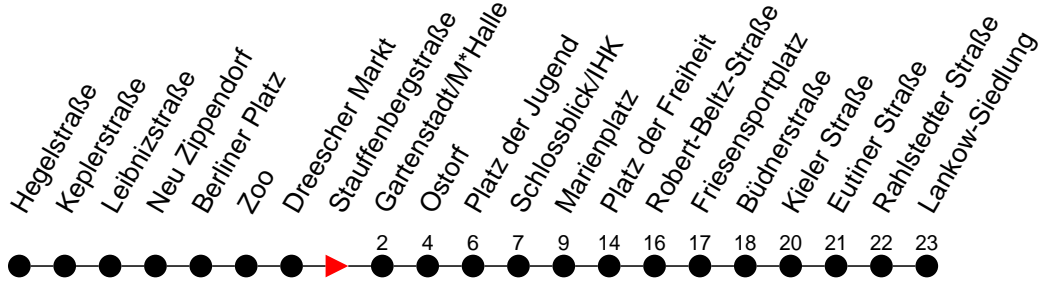 Hegelstraße
Keplerstraße
Leibnizstraße
Neu Zippendorf
Berliner Platz
Zoo
Dreescher Markt
Stauffenbergstraße
Gartenstadt/M*Halle
Ostorf
Platz der Jugend
Schlossblick/IHK
Marienplatz
Platz der Freiheit
Robert-Beltz-Straße
Friesensportplatz
Büdnerstraße
Kieler Straße
Eutiner Straße
Rahlstedter Straße
Lankow-Siedlung
2 4 6 7 9 14 16 17 18 20 21 22 23